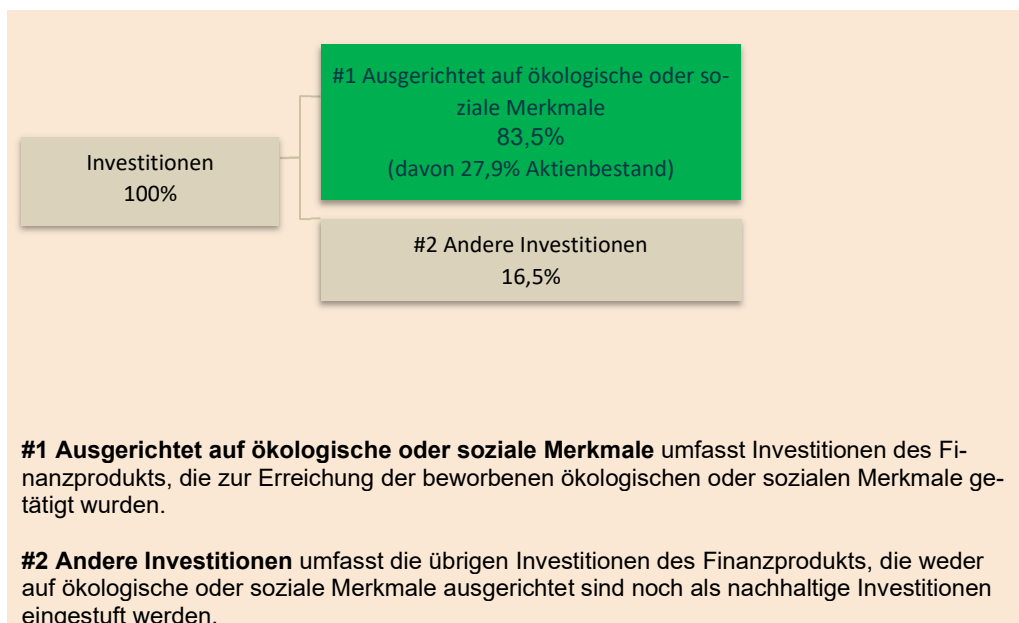 #1 Ausgerichtet auf ökologische oder so-
ziale Merkmale
83,5%
(davon 27,9% Aktienbestand)
Investitionen
100%
#2 Andere Investitionen
16,5%
#1 Ausgerichtet auf ökologische oder soziale Merkmale umfasst Investitionen des Fi-
nanzprodukts, die zur Erreichung der beworbenen ökologischen oder sozialen Merkmale ge-
tätigt wurden.
#2 Andere Investitionen umfasst die übrigen Investitionen des Finanzprodukts, die weder
auf ökologische oder soziale Merkmale ausgerichtet sind noch als nachhaltige Investitionen
eingestuft werden.